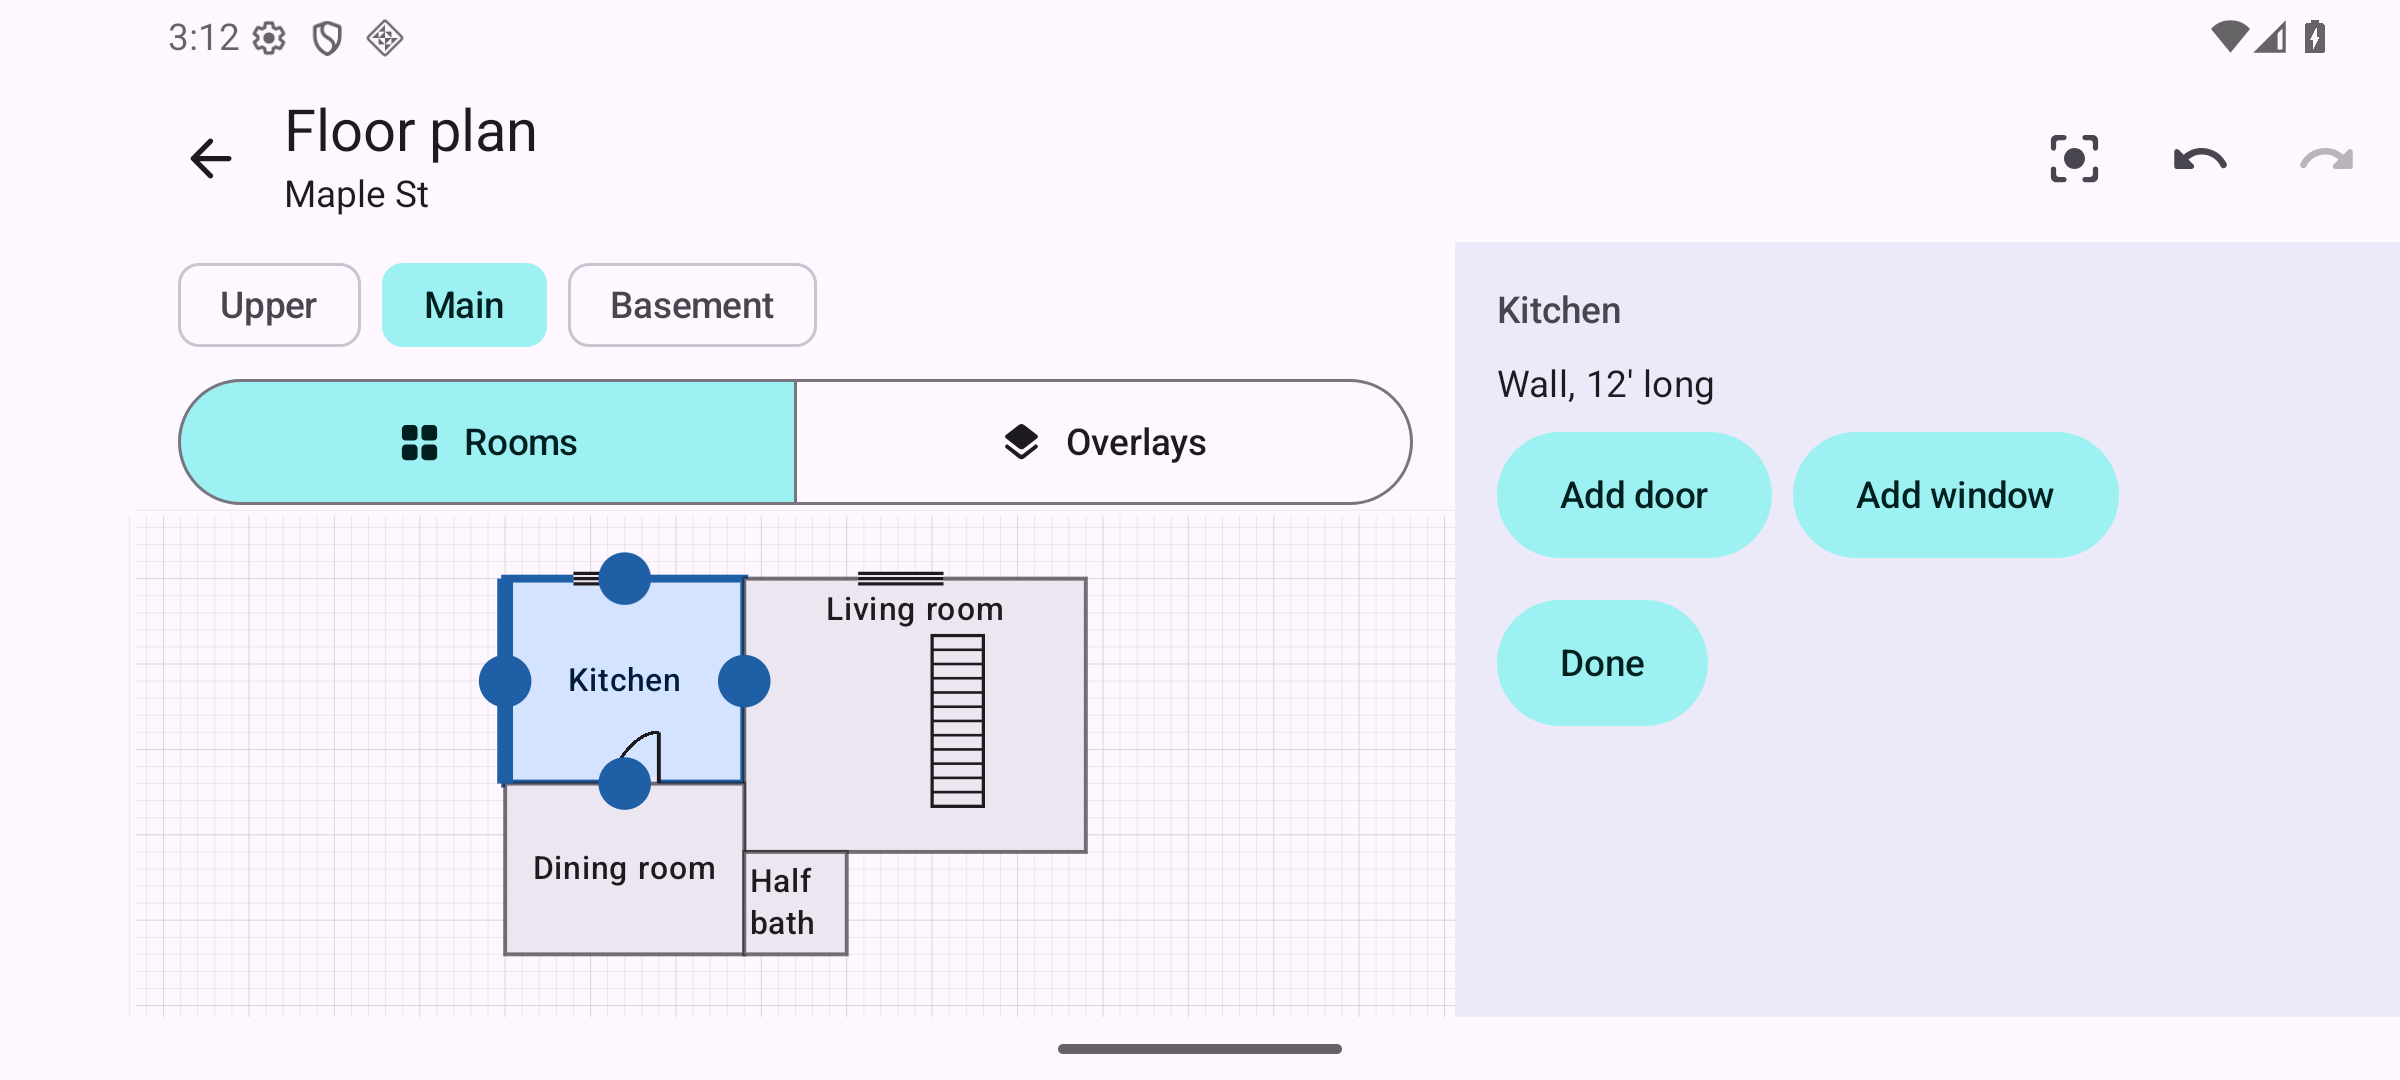 3:12
Floor plan
Maple St
Upper
Main
Basement
Rooms
Overlays
Kitchen
Living room
Dining room
Half
bath
Kitchen
Wall, 12' long
Add door
Add window
Done